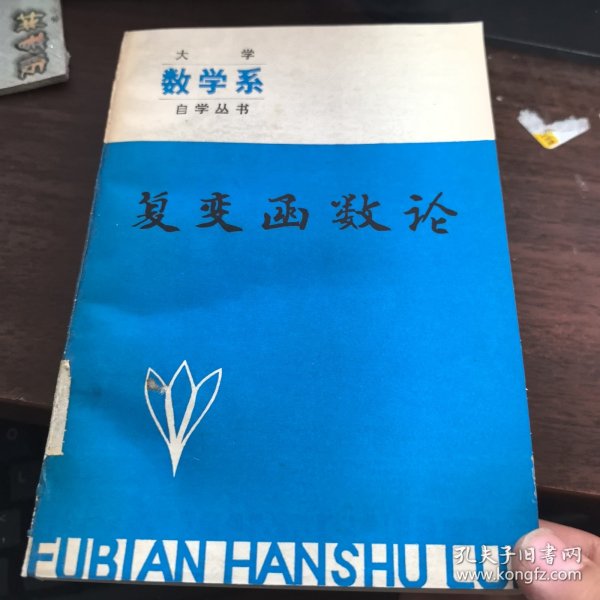 大 学
数学系
自学丛书
复变函数论
FUBIAN HANSHU LU
孔夫子旧书网
www.kongfz.com